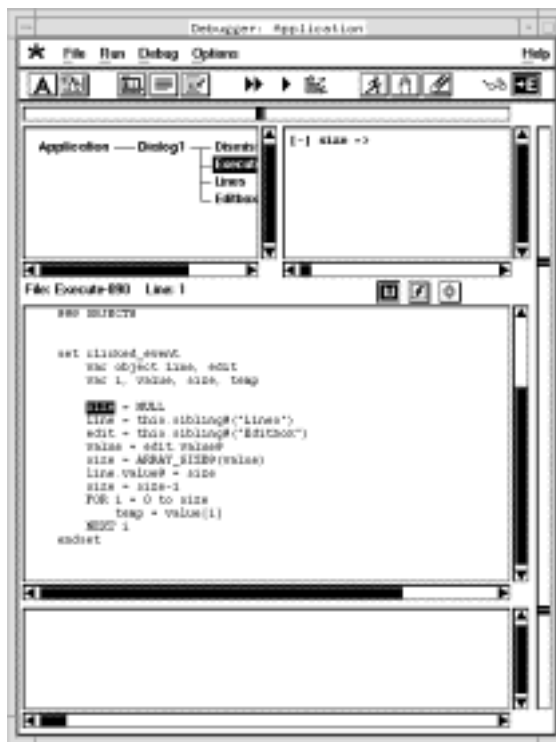 Debugger: Application
File Run Debug Options Help
Application Dialog1 Dismiss
Execute
Lines
Editbox
[-] size ->
File: Execute-090 Line: 1
### OBJECTS
set clicked_event
var object line, edit
var i, value, size, temp
size = NULL
line = this.sibling@("Lines")
edit = this.sibling@("Editbox")
value = edit.value@
size = ARRAY_SIZE@(value)
line.value@ = size
size = size-1
FOR i = 0 to size
temp = value[i]
NEXT i
endset